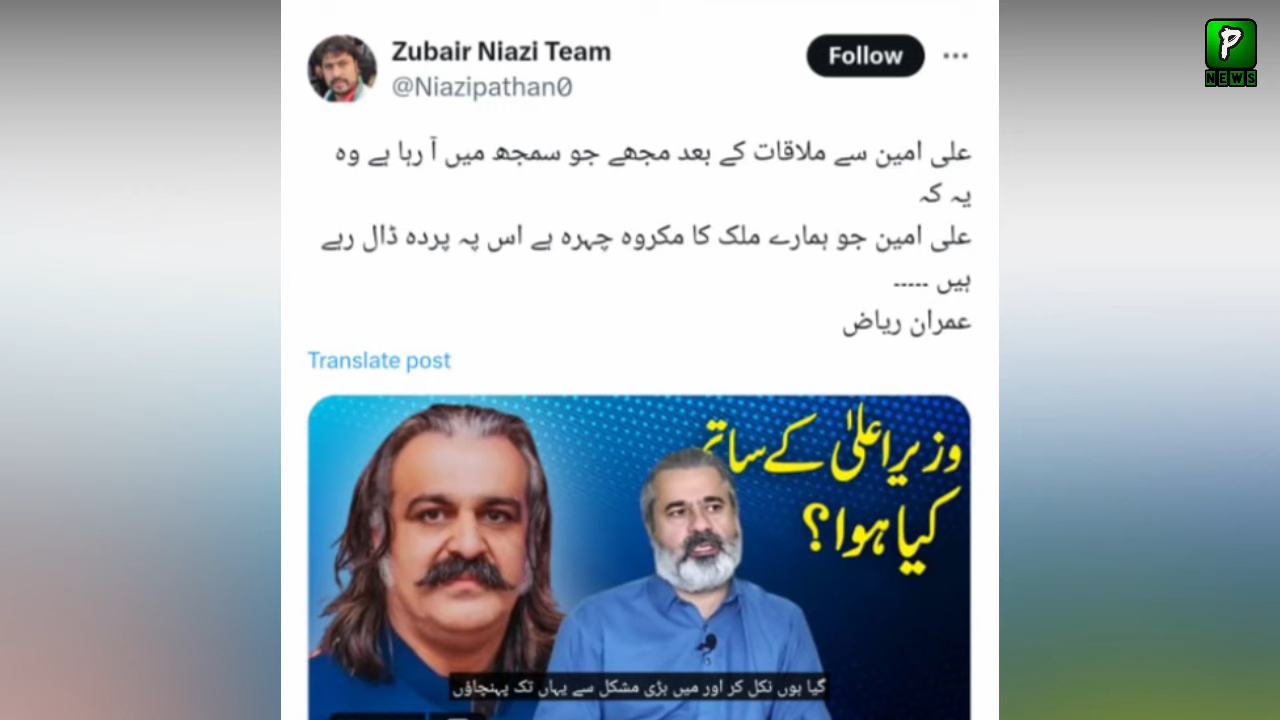 Zubair Niazi Team
@Niazipathan0
Follow
P
NEWS
علی امین سے ملاقات کے بعد مجھے جو سمجھ میں آ رہا ہے وہ
یہ کہ
علی امین جو ہمارے ملک کا مکروہ چہرہ ہے اس پہ پردہ ڈال رہے
ہیں -----
عمران ریاض
Translate post
وزیراعلیٰ کے ساتھ
کیا ہوا؟
گیا ہوں نکل کر اور میں بڑی مشکل سے یہاں تک پہنچاؤں